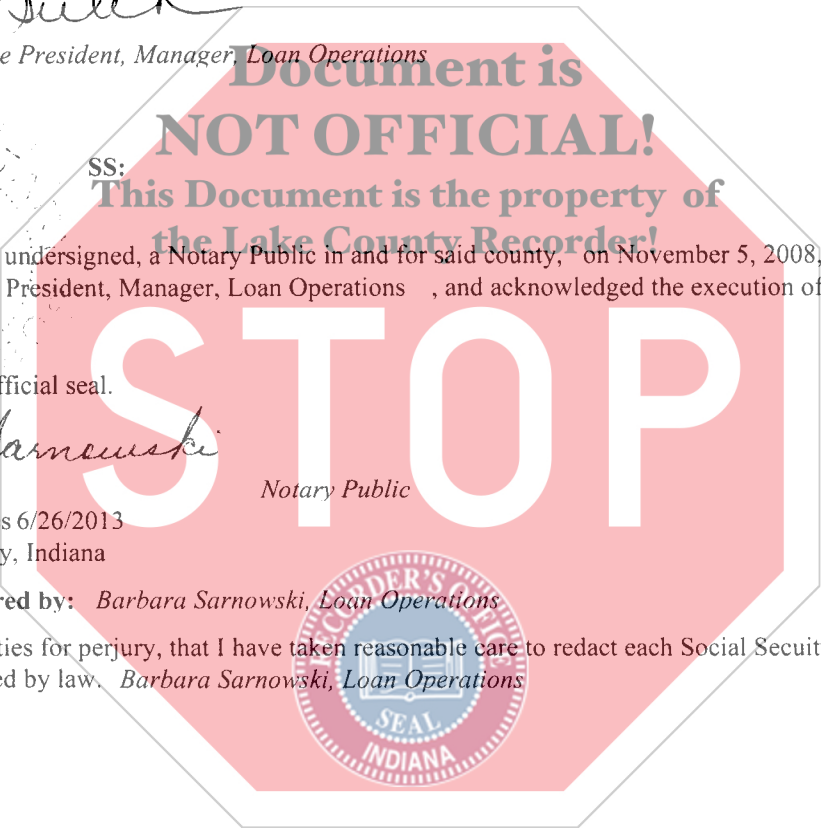 e President, Manager, Loan Operations
Document is
NOT OFFICIAL!
SS:
This Document is the property of
the Lake County Recorder!
undersigned, a Notary Public in and for said county, on November 5, 2008,
President, Manager, Loan Operations , and acknowledged the execution of
STOP
fficial seal.
arnowski
Notary Public
s 6/26/2013
y, Indiana
red by: Barbara Sarnowski, Loan Operations
ties for perjury, that I have taken reasonable care to redact each Social Secuit
ed by law. Barbara Sarnowski, Loan Operations
RECORDER'S OFFICE
SEAL
INDIANA